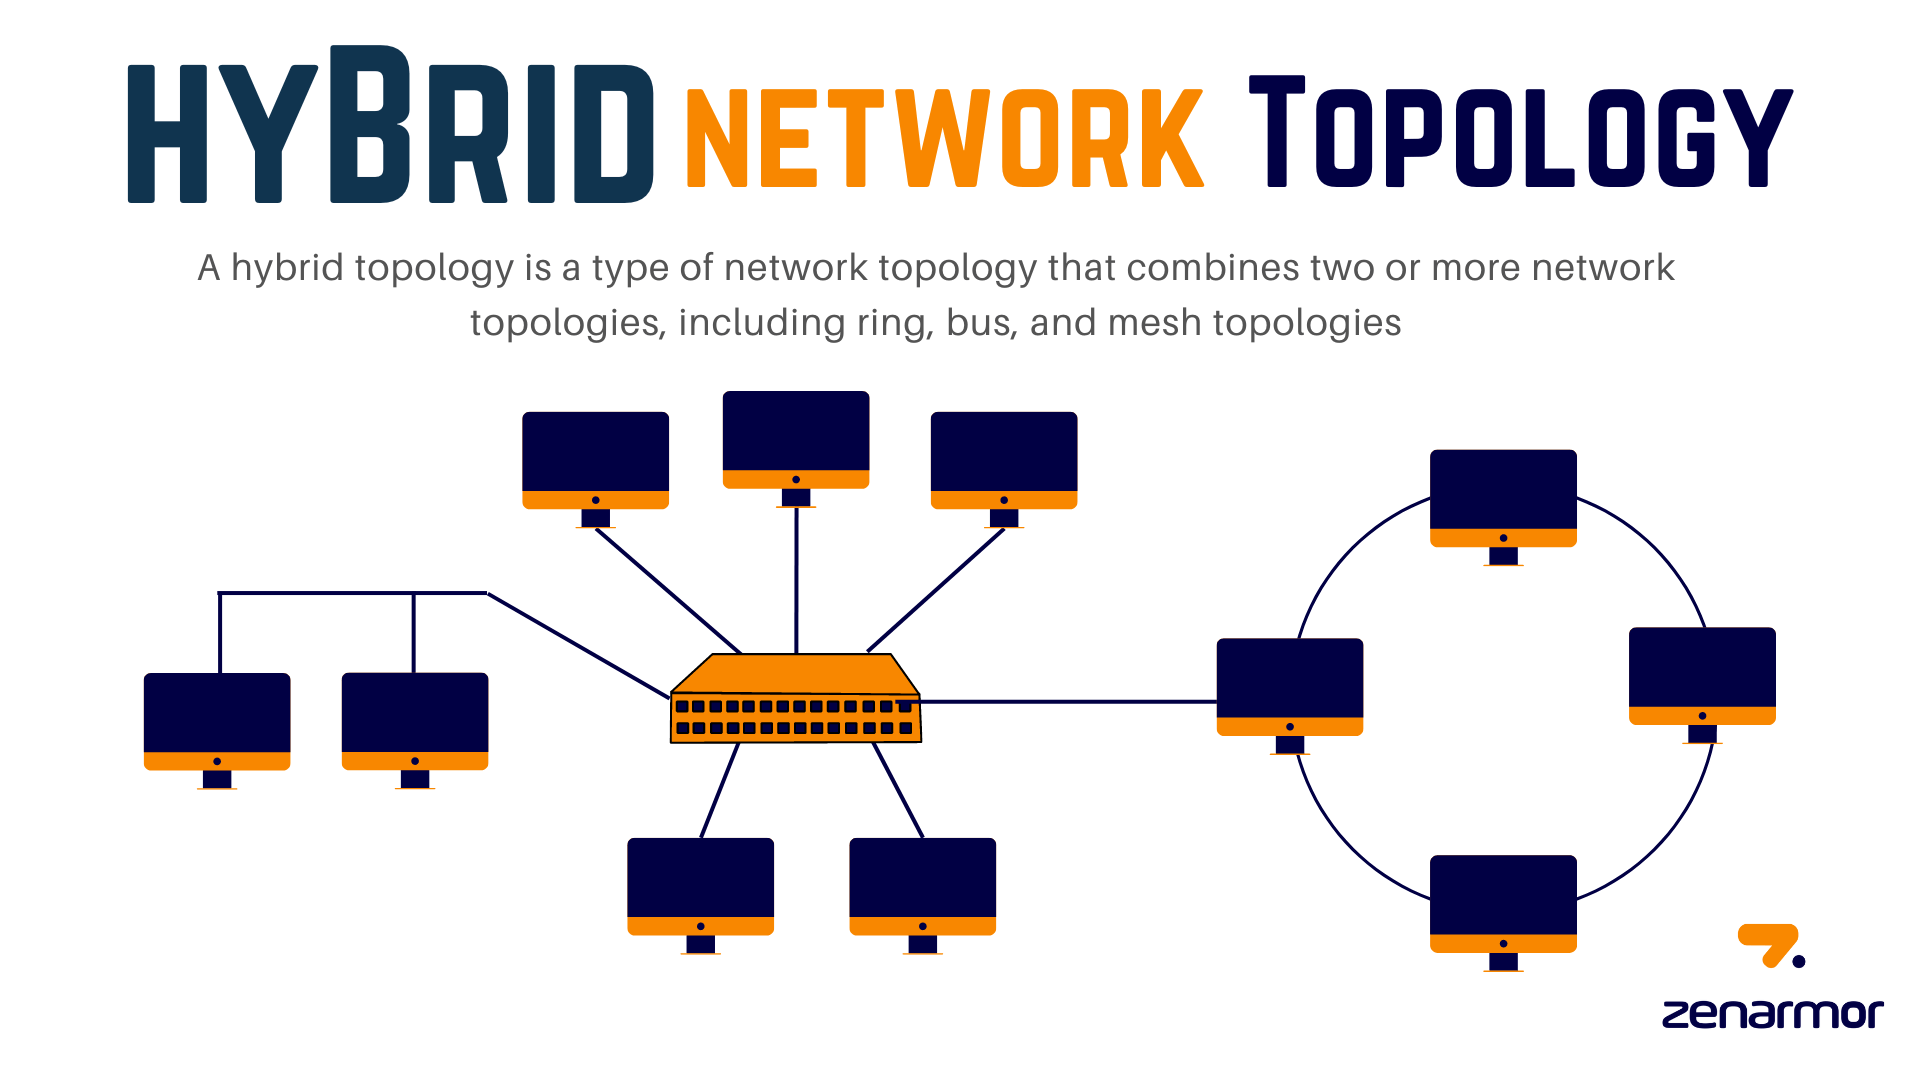 HYBRID NETWORK TOPOLOGY
A hybrid topology is a type of network topology that combines two or more network
topologies, including ring, bus, and mesh topologies
zenarmor